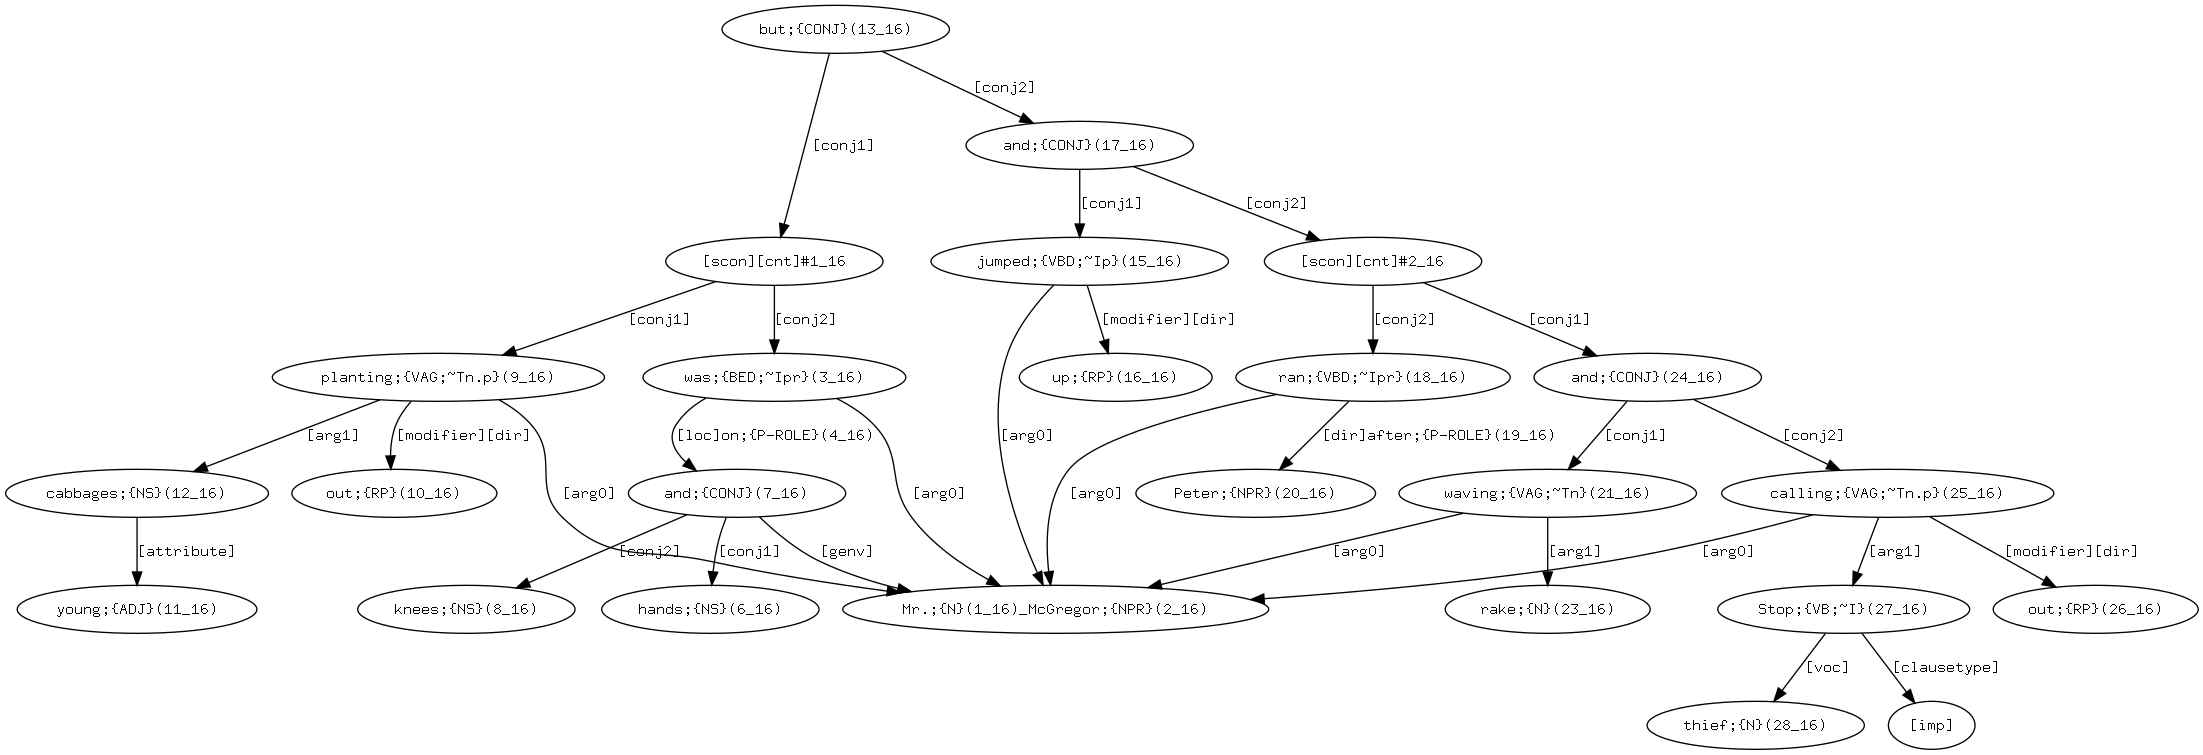 but;{CONJ}(13_16)
[conj2]
[conj1]
and;{CONJ}(17_16)
[conj1]
[conj2]
[scon][cnt]#1_16
jumped;{VBD;~Ip}(15_16)
[scon][cnt]#2_16
[conj1]
[conj2]
[modifier][dir]
[conj2]
[conj1]
planting;{VAG;~Tn.p}(9_16)
was;{BED;~Ipr}(3_16)
up;{RP}(16_16)
ran;{VBD;~Ipr}(18_16)
and;{CONJ}(24_16)
[arg1]
[modifier][dir]
[loc]on;{P-ROLE}(4_16)
[arg0]
[dir]after;{P-ROLE}(19_16)
[conj1]
[conj2]
cabbages;{NS}(12_16)
out;{RP}(10_16)
[arg0]
and;{CONJ}(7_16)
[arg0]
[arg0]
Peter;{NPR}(20_16)
waving;{VAG;~Tn}(21_16)
calling;{VAG;~Tn.p}(25_16)
[attribute]
[conj2]
[conj1]
[genv]
[arg0]
[arg1]
[arg0]
[arg1]
[modifier][dir]
young;{ADJ}(11_16)
knees;{NS}(8_16)
hands;{NS}(6_16)
Mr.;{N}(1_16)_McGregor;{NPR}(2_16)
rake;{N}(23_16)
Stop;{VB;~I}(27_16)
out;{RP}(26_16)
[voc]
[clausetype]
thief;{N}(28_16)
[imp]